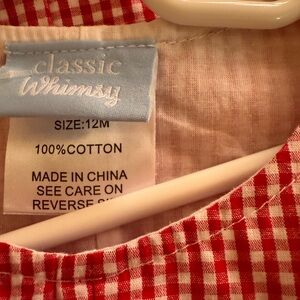 classic
Whimsy
SIZE:12M
100%COTTON
MADE IN CHINA
SEE CARE ON
REVERSE